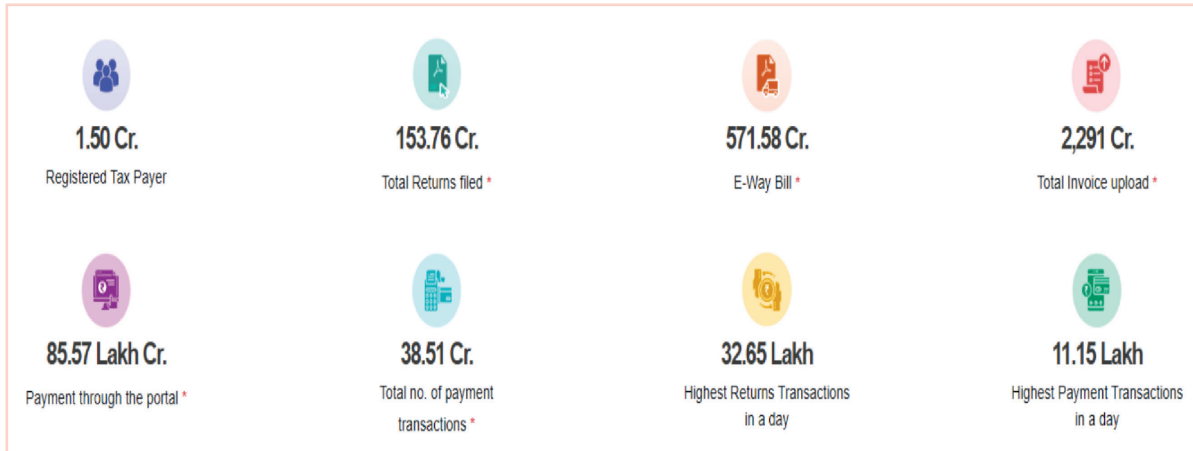 1.50 Cr.
Registered Tax Payer
153.76 Cr.
Total Returns filed *
571.58 Cr.
E-Way Bill *
2,291 Cr.
Total Invoice upload *
85.57 Lakh Cr.
Payment through the portal *
38.51 Cr.
Total no. of payment
transactions *
32.65 Lakh
Highest Returns Transactions
in a day
11.15 Lakh
Highest Payment Transactions
in a day